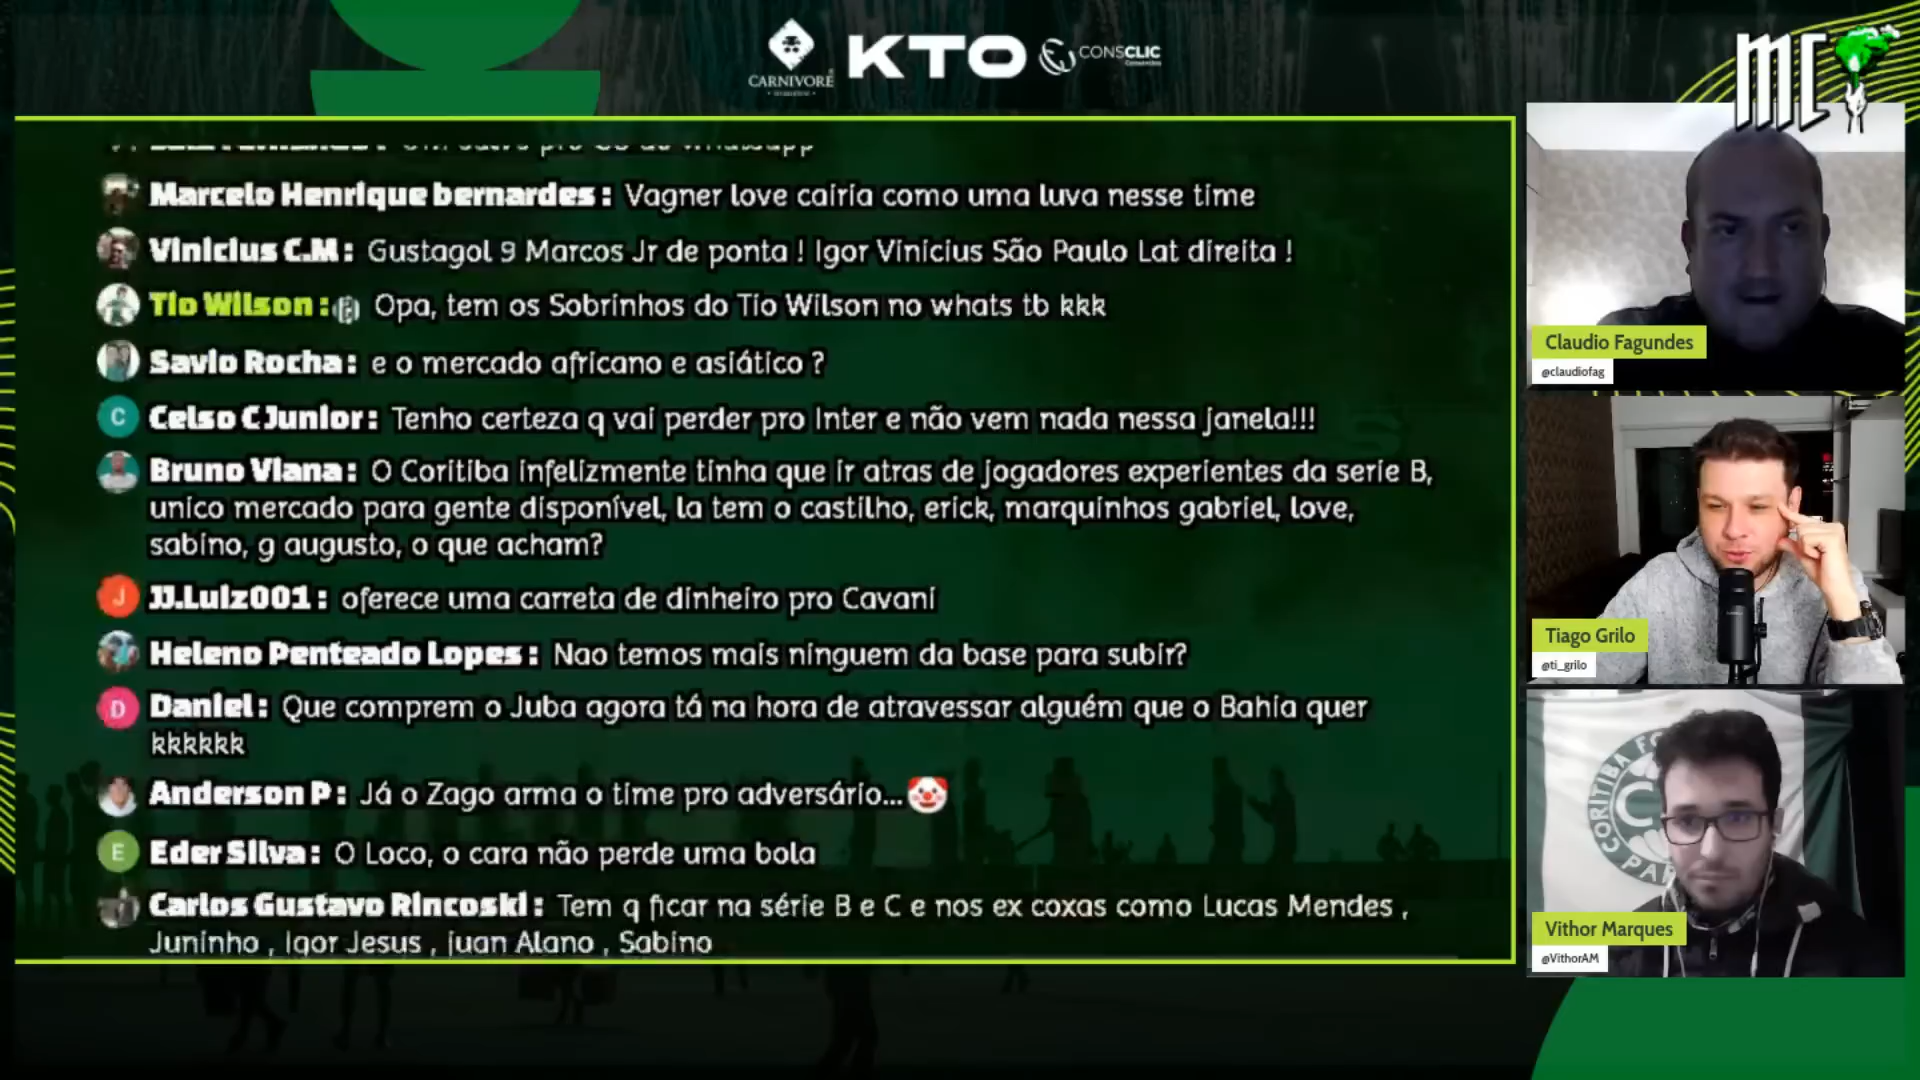 CARNIVORE
KTO
CONSCLIC
MC
Marcelo Henrique bernardes : Vagner love cairia como uma luva nesse time
Vinicius C.M : Gustagol 9 Marcos Jr de ponta ! Igor Vinicius São Paulo Lat direita !
Tio Wilson : Opa, tem os Sobrinhos do Tio Wilson no whats tb kkk
Savio Rocha : e o mercado africano e asiático ?
C Celso C Junior : Tenho certeza q vai perder pro Inter e não vem nada nessa janela!!!
Bruno Viana : O Coritiba infelizmente tinha que ir atras de jogadores experientes da serie B,
unico mercado para gente disponível, la tem o castilho, erick, marquinhos gabriel, love,
sabino, g augusto, o que acham?
J JJ.Luiz001 : oferece uma carreta de dinheiro pro Cavani
Heleno Penteado Lopes : Nao temos mais ninguem da base para subir?
D Daniel : Que comprem o Juba agora tá na hora de atravessar alguém que o Bahia quer
kkkkkk
Anderson P : Já o Zago arma o time pro adversário...🤡
E Eder Silva : O Loco, o cara não perde uma bola
Carlos Gustavo Rincoski : Tem q ficar na série B e C e nos ex coxas como Lucas Mendes ,
Juninho , Igor Jesus , juan Alano , Sabino
Claudio Fagundes
@claudiofag
Tiago Grilo
@ti_grilo
CORITIBA FO
PA
Vithor Marques
@VithorAM